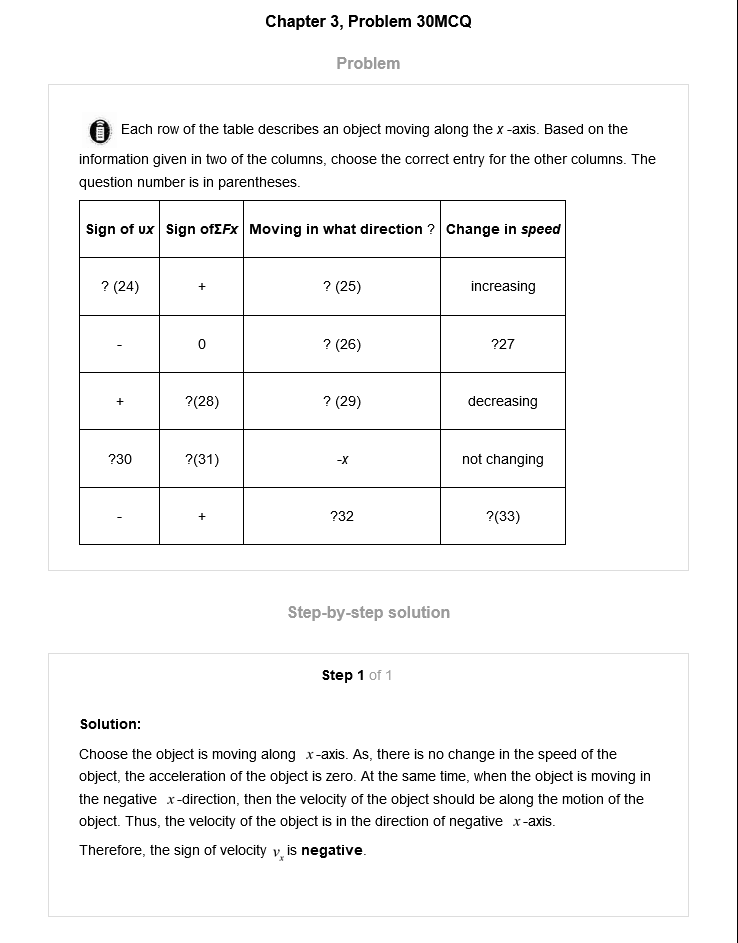 Chapter 3, Problem 30MCQ
Problem
Each row of the table describes an object moving along the x -axis. Based on the
information given in two of the columns, choose the correct entry for the other columns. The
question number is in parentheses.
Sign of υx Sign ofΣFx Moving in what direction ? Change in speed
? (24) + ? (25) increasing
- 0 ? (26) ?27
+ ?(28) ? (29) decreasing
?30 ?(31) -x not changing
- + ?32 ?(33)
Step-by-step solution
Step 1 of 1
Solution:
Choose the object is moving along x-axis. As, there is no change in the speed of the
object, the acceleration of the object is zero. At the same time, when the object is moving in
the negative x-direction, then the velocity of the object should be along the motion of the
object. Thus, the velocity of the object is in the direction of negative x-axis.
Therefore, the sign of velocity vx is negative.